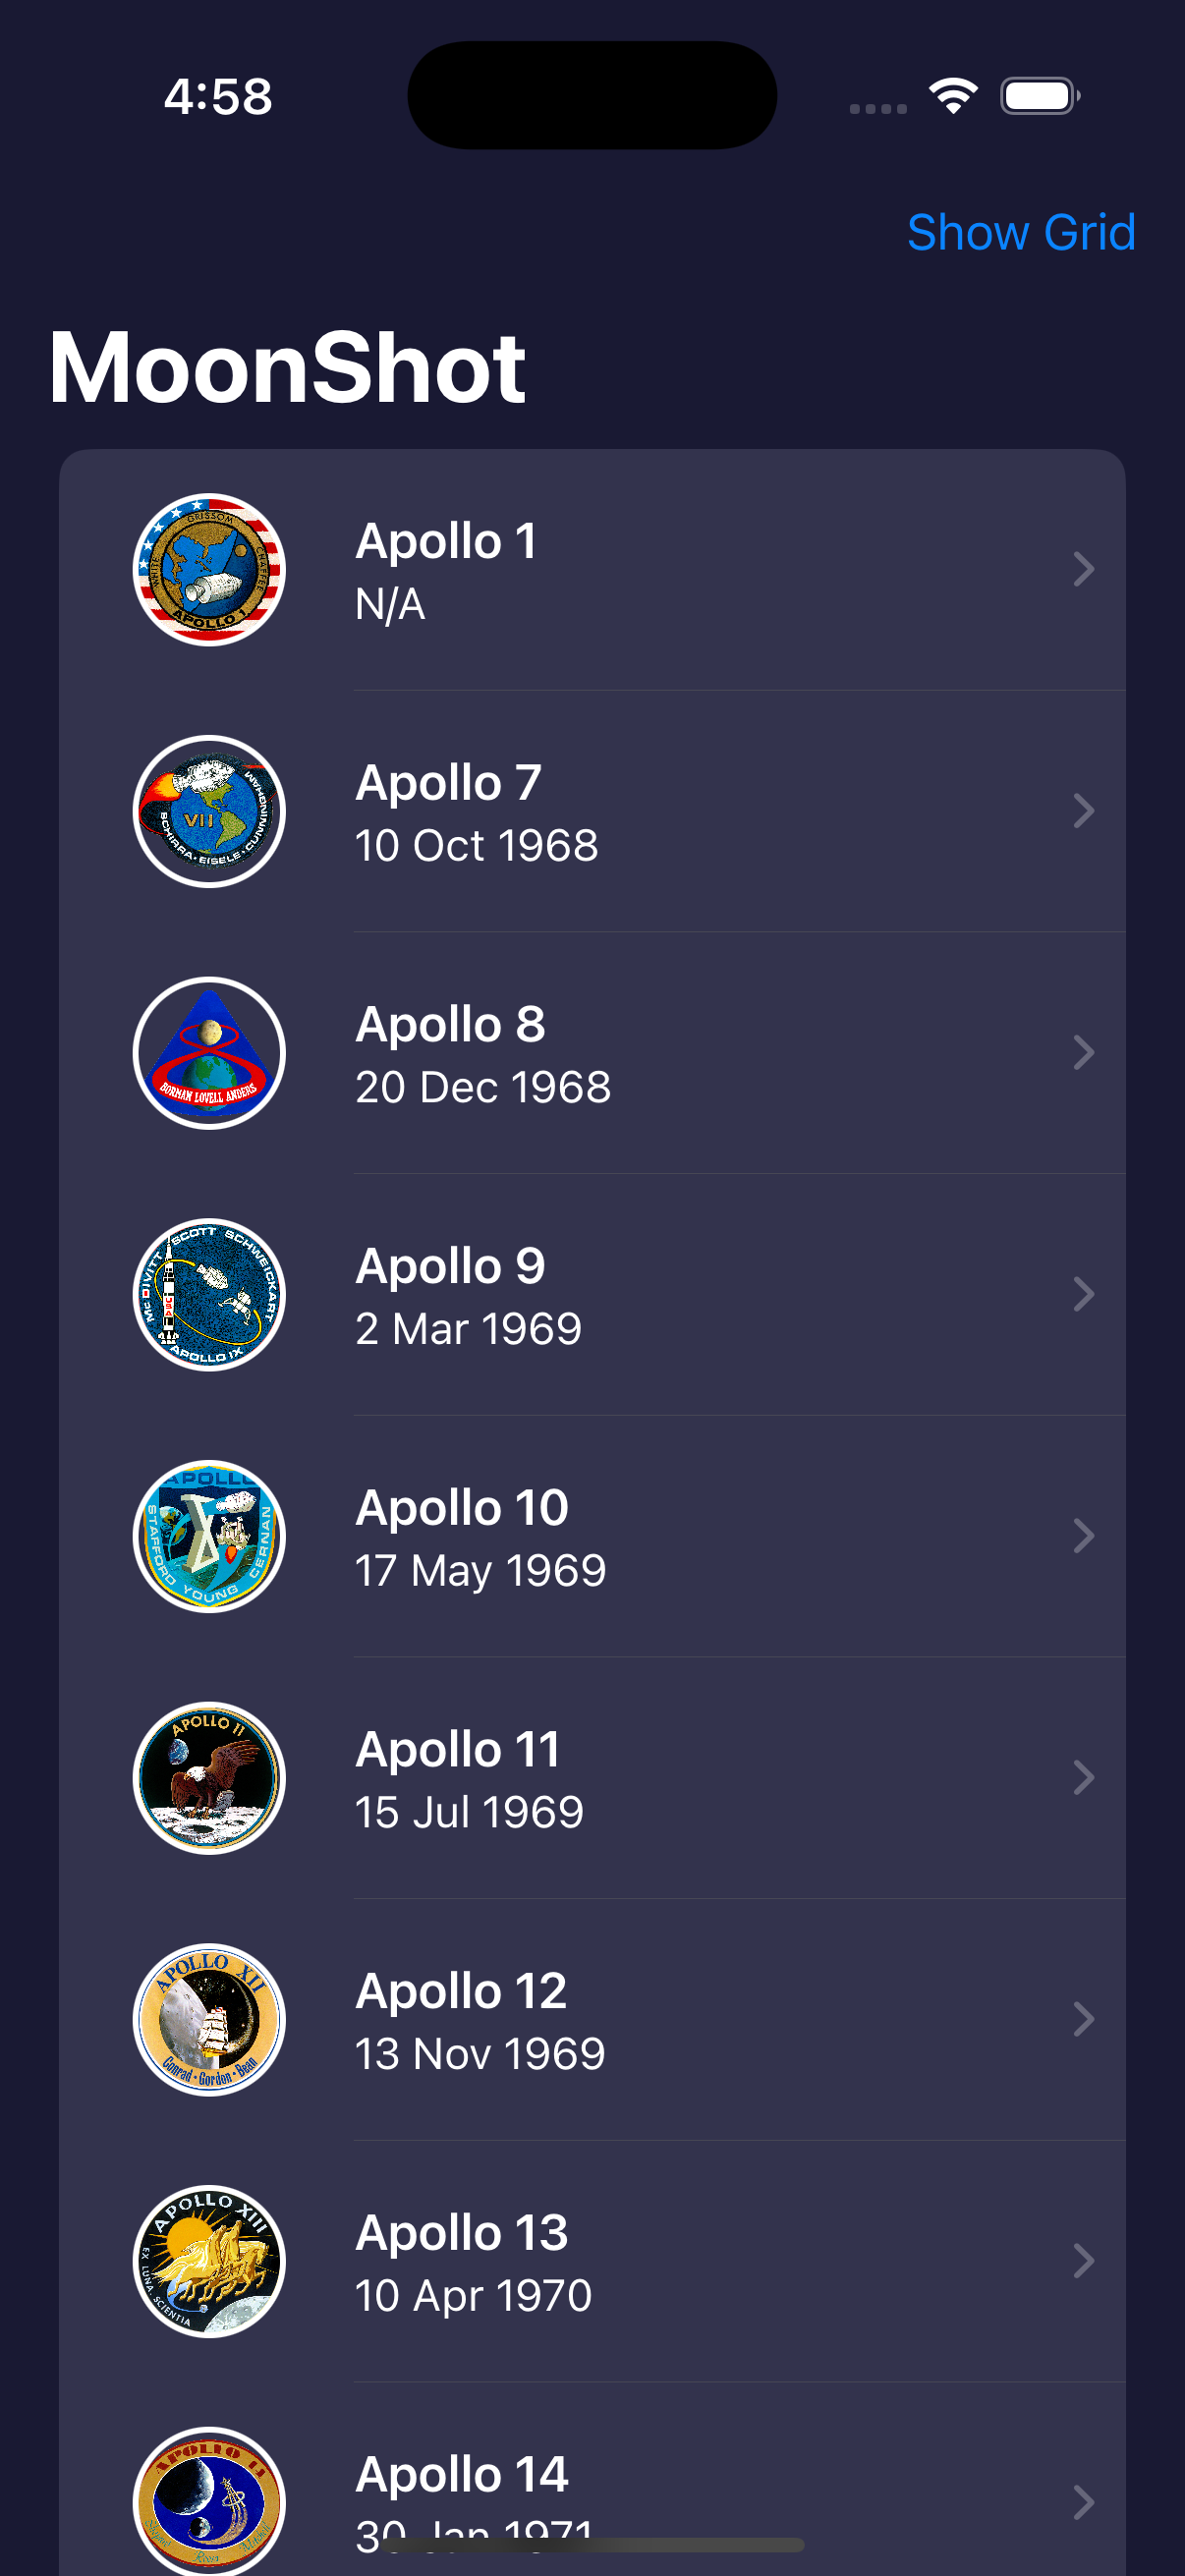 4:58
Show Grid
MoonShot
GRISSOM
WHITE
CHAFFEE
APOLLO 1
Apollo 1
N/A
VII
SCHIRRA · EISELE · CUNNINGHAM
Apollo 7
10 Oct 1968
BORMAN LOVELL ANDERS
Apollo 8
20 Dec 1968
McDIVITT SCOTT SCHWEICKART
USA
APOLLO IX
Apollo 9
2 Mar 1969
APOLLO
STAFFORD YOUNG CERNAN
Apollo 10
17 May 1969
APOLLO 11
Apollo 11
15 Jul 1969
APOLLO XII
Conrad · Gordon · Bean
Apollo 12
13 Nov 1969
APOLLO XIII
EX LUNA, SCIENTIA
Apollo 13
10 Apr 1970
APOLLO 14
Roosa
Apollo 14
30 Jan 1971